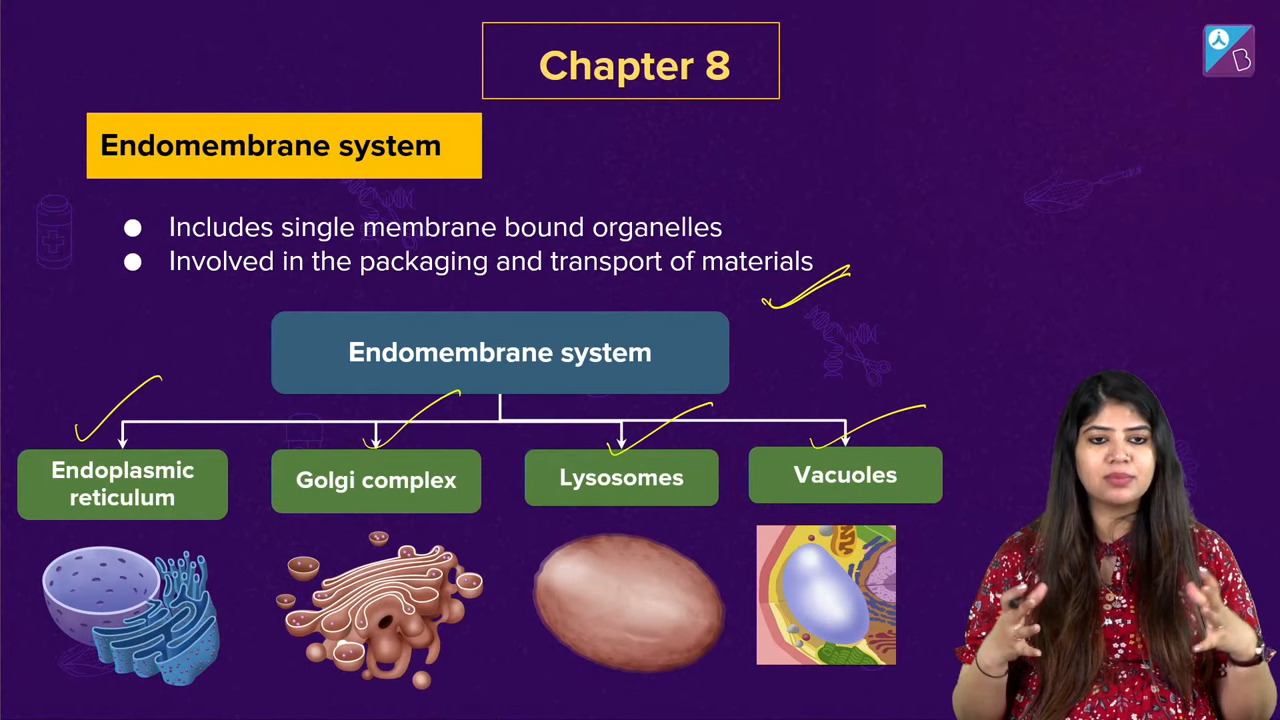 Chapter 8
B
Endomembrane system
● Includes single membrane bound organelles
● Involved in the packaging and transport of materials
Endomembrane system
Endoplasmic
reticulum
Golgi complex
Lysosomes
Vacuoles